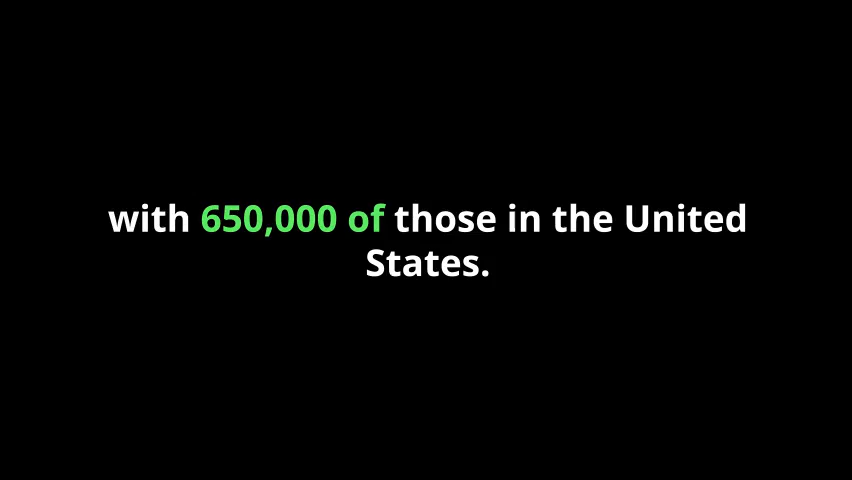 with 650,000 of those in the United
States.